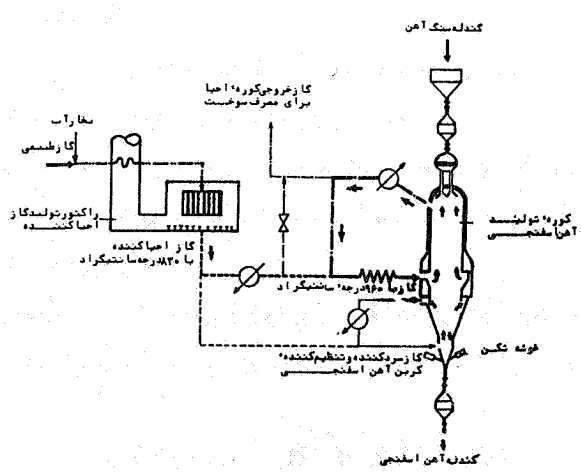 گندله سنگ آهن
گاز خروجی کوره احیا
برای مصرف سوخت
بخار آب
گاز طبیعی
راکتور تولید گاز
احیا کننده
کوره تولید
آهن اسفنجی
گاز احیا کننده
با ۸۳۰ درجه سانتیگراد
گاز با ۹۶۰ درجه سانتیگراد
خوشه شکن
گاز سرد کننده و تنظیم کننده
کربن آهن اسفنجی
گندله آهن اسفنجی